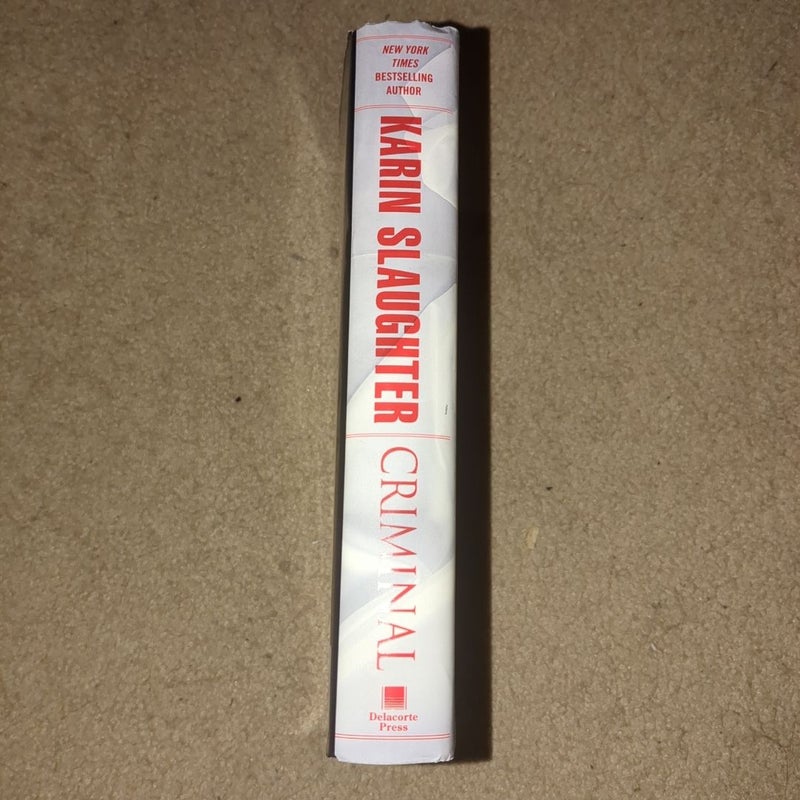 NEW YORK
TIMES
BESTSELLING
AUTHOR
KARIN SLAUGHTER
CRIMINAL
Delacorte
Press